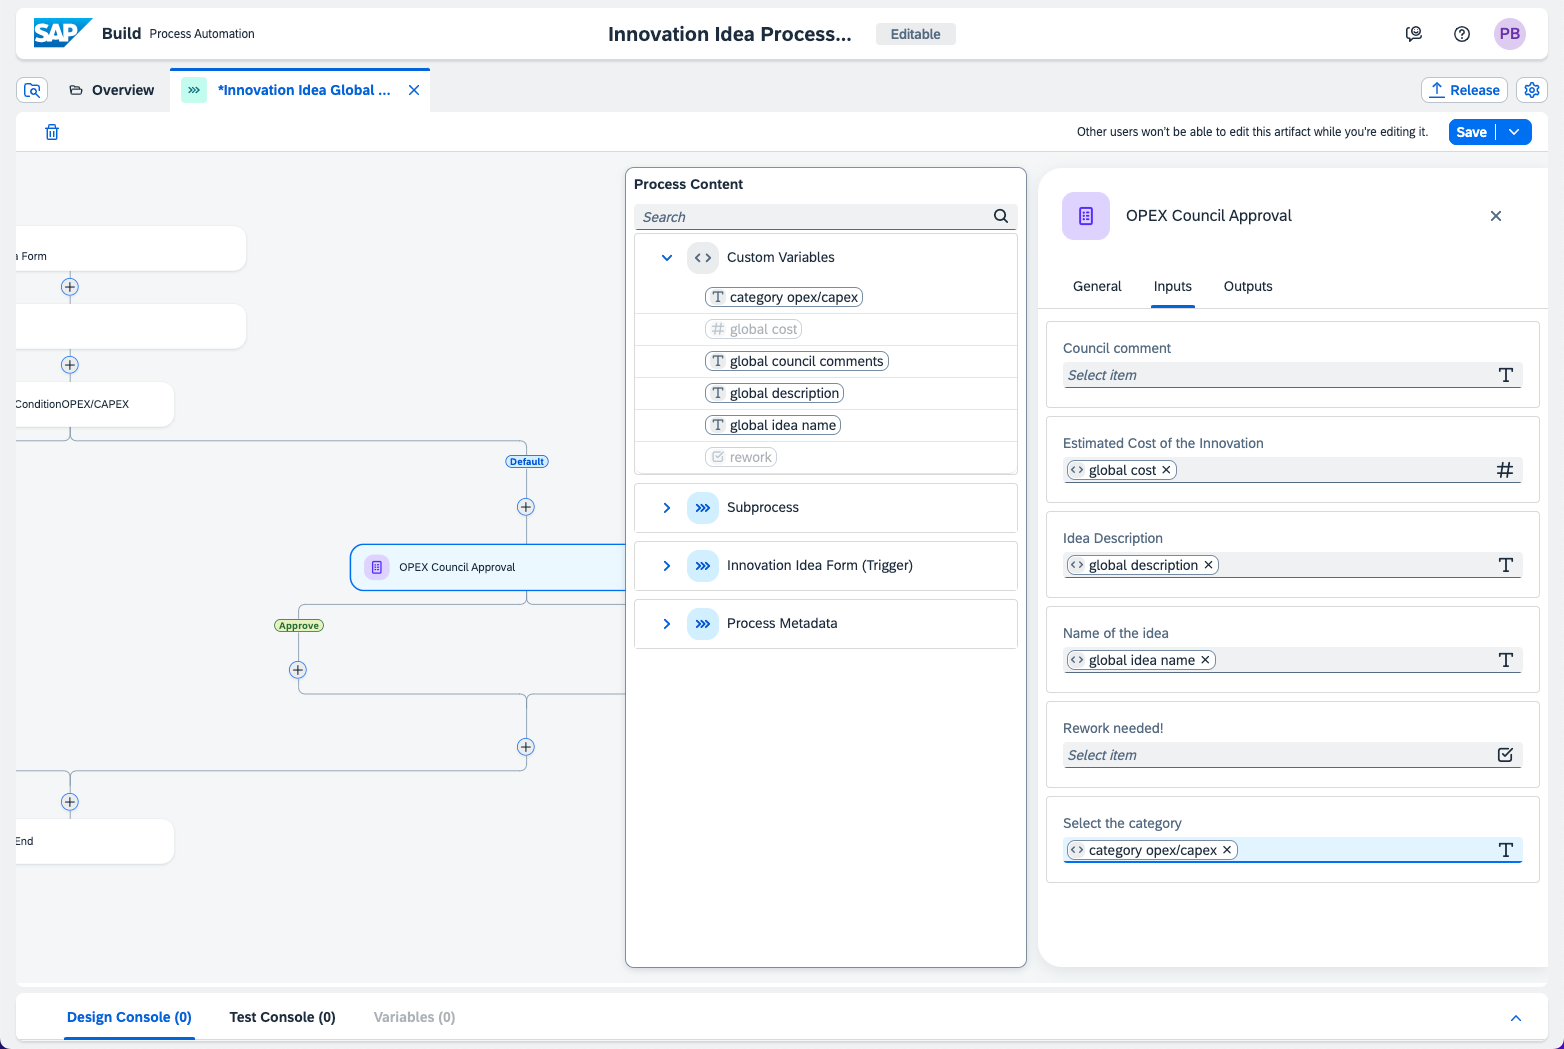 SAP Build Process Automation
Innovation Idea Process... Editable
PB
Overview
*Innovation Idea Global ...
Release
Other users won't be able to edit this artifact while you're editing it.
Save
Form
ConditionOPEX/CAPEX
Default
OPEX Council Approval
Approve
End
Process Content
Search
Custom Variables
category opex/capex
global cost
global council comments
global description
global idea name
rework
Subprocess
Innovation Idea Form (Trigger)
Process Metadata
OPEX Council Approval
General Inputs Outputs
Council comment
Select item
Estimated Cost of the Innovation
global cost
Idea Description
global description
Name of the idea
global idea name
Rework needed!
Select item
Select the category
category opex/capex
Design Console (0) Test Console (0) Variables (0)